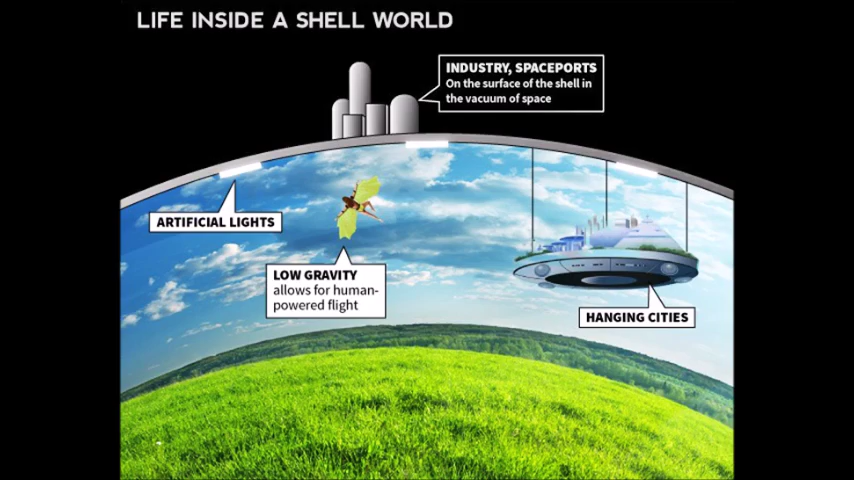 LIFE INSIDE A SHELL WORLD
INDUSTRY, SPACEPORTS
On the surface of the shell in
the vacuum of space
ARTIFICIAL LIGHTS
LOW GRAVITY
allows for human-
powered flight
HANGING CITIES